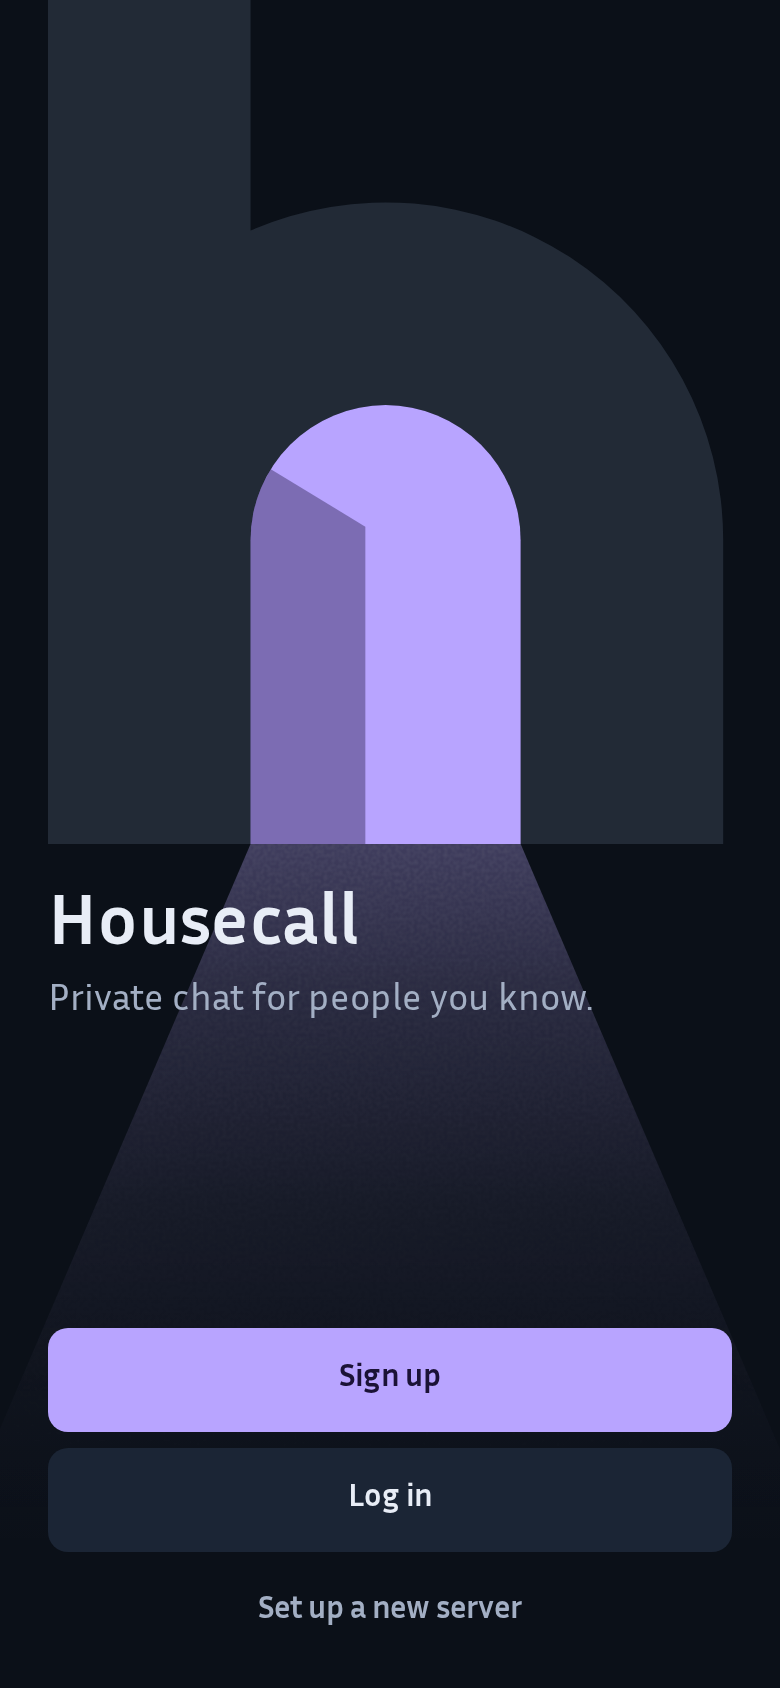 Housecall
Private chat for people you know.
Sign up
Log in
Set up a new server